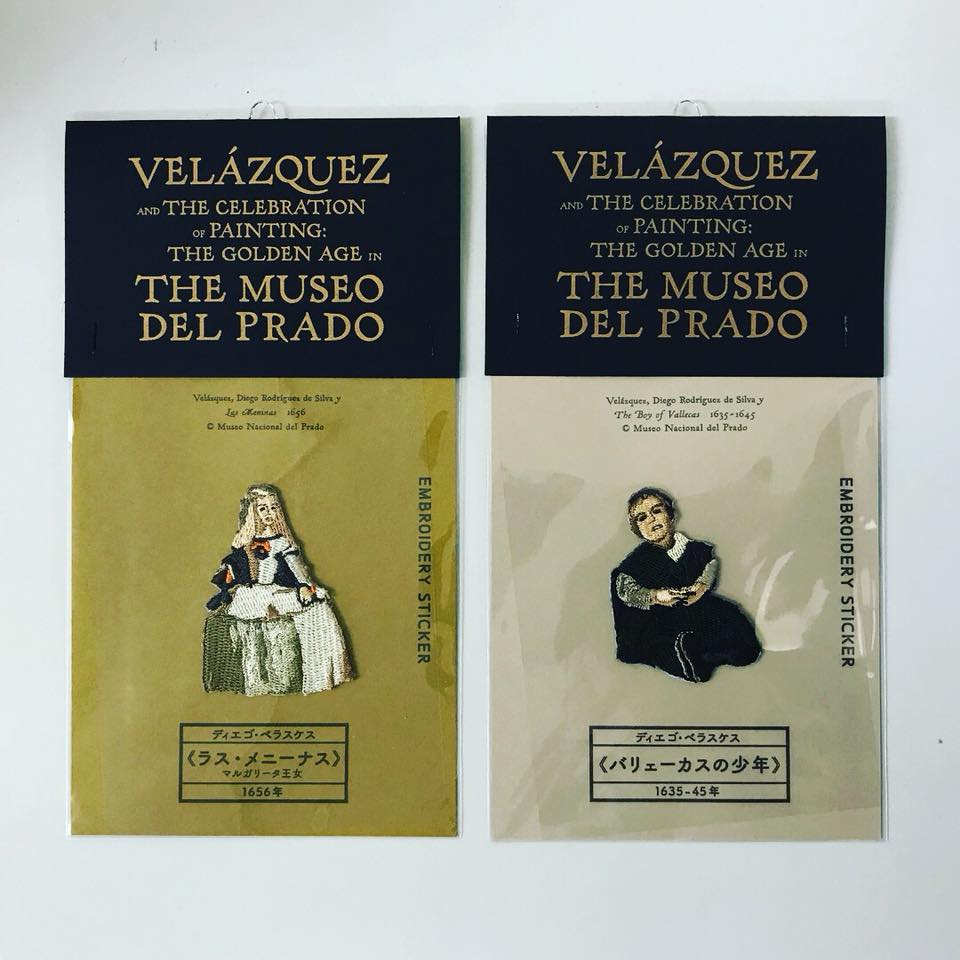 VELÁZQUEZ
AND THE CELEBRATION
OF PAINTING:
THE GOLDEN AGE IN
THE MUSEO
DEL PRADO
Velázquez, Diego Rodríguez de Silva y
Las Meninas 1656
© Museo Nacional del Prado
EMBROIDERY STICKER
ディエゴ・ベラスケス
《ラス・メニーナス》
マルガリータ王女
1656年
VELÁZQUEZ
AND THE CELEBRATION
OF PAINTING:
THE GOLDEN AGE IN
THE MUSEO
DEL PRADO
Velázquez, Diego Rodríguez de Silva y
The Boy of Vallecas 1635-1645
© Museo Nacional del Prado
EMBROIDERY STICKER
ディエゴ・ベラスケス
《バリェーカスの少年》
1635-45年